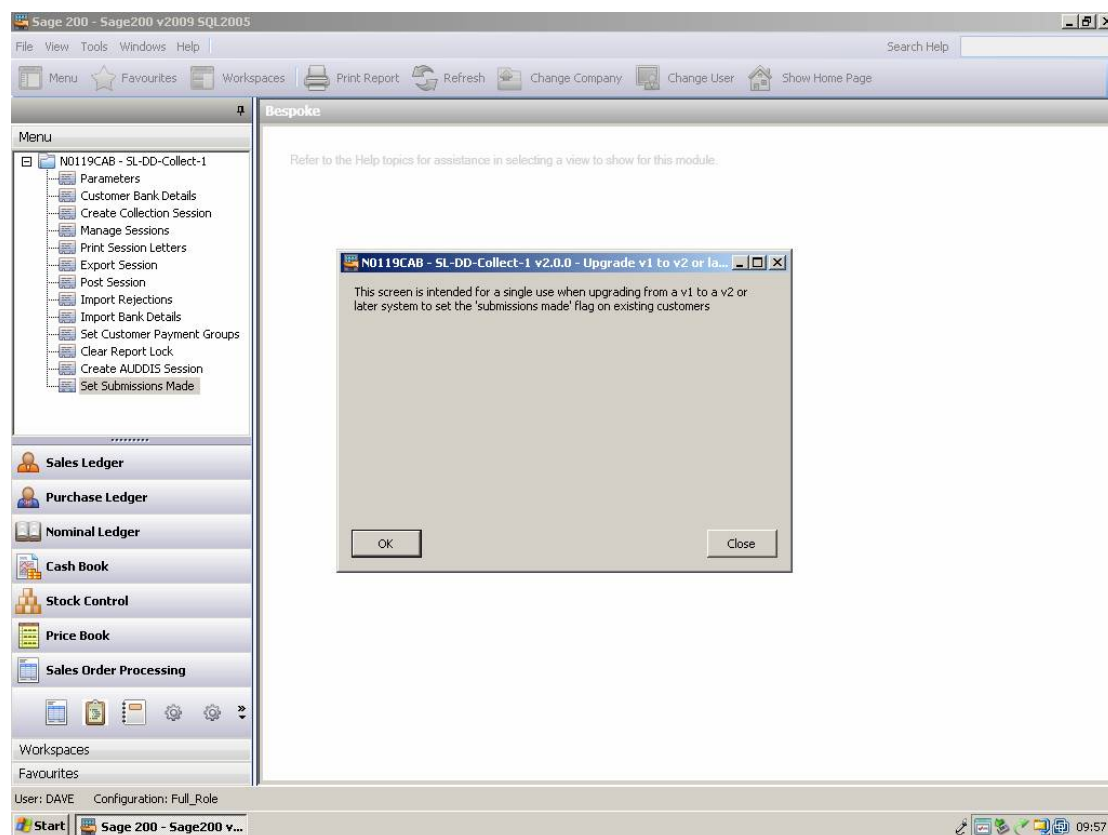 Sage 200 - Sage200 v2009 SQL2005
File View Tools Windows Help
Search Help
Menu Favourites Workspaces Print Report Refresh Change Company Change User Show Home Page
Bespoke
Menu
N0119CAB - SL-DD-Collect-1
Parameters
Customer Bank Details
Create Collection Session
Manage Sessions
Print Session Letters
Export Session
Post Session
Import Rejections
Import Bank Details
Set Customer Payment Groups
Clear Report Lock
Create AUDDIS Session
Set Submissions Made
Refer to the Help topics for assistance in selecting a view to show for this module.
N0119CAB - SL-DD-Collect-1 v2.0.0 - Upgrade v1 to v2 or la...
This screen is intended for a single use when upgrading from a v1 to a v2 or
later system to set the 'submissions made' flag on existing customers
OK
Close
Sales Ledger
Purchase Ledger
Nominal Ledger
Cash Book
Stock Control
Price Book
Sales Order Processing
Workspaces
Favourites
User: DAVE Configuration: Full_Role
Start Sage 200 - Sage200 v... 09:57